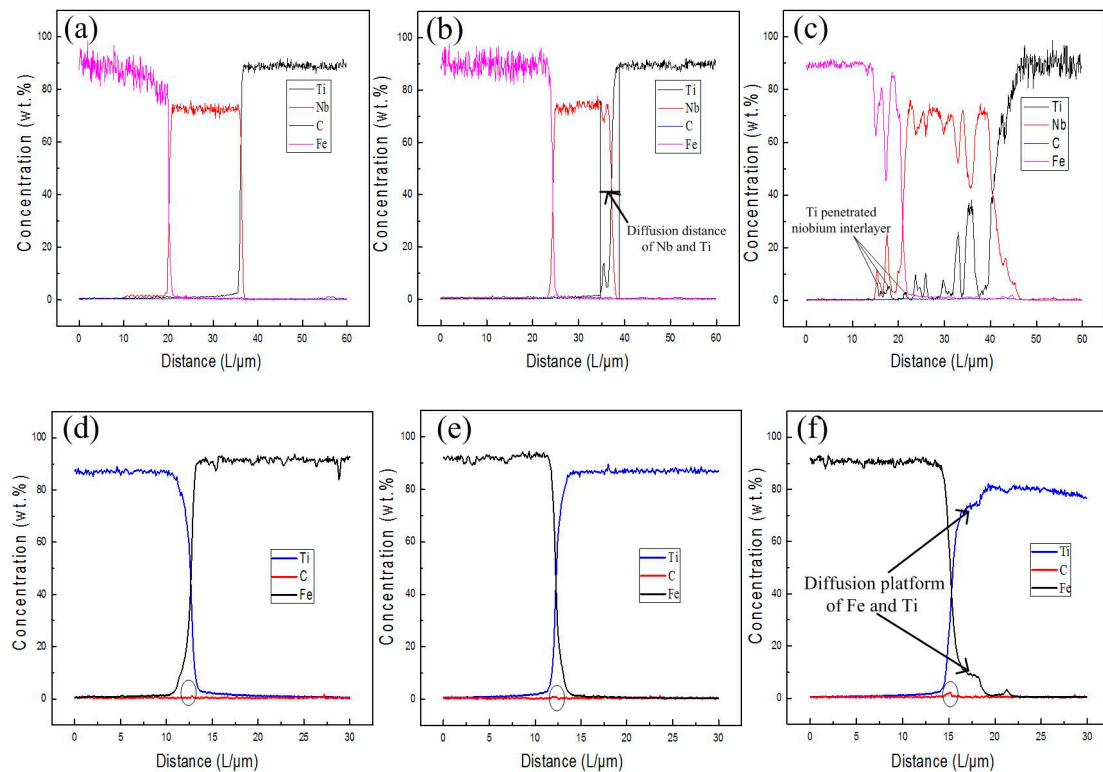 (a)
Concentration (wt.%)
100
80
60
40
20
0
Ti
Nb
C
Fe
0 10 20 30 40 50 60
Distance (L/µm)
(b)
Concentration (wt.%)
100
80
60
40
20
0
Ti
Nb
C
Fe
Diffusion distance
of Nb and Ti
0 10 20 30 40 50 60
Distance (L/µm)
(c)
Concentration (wt.%)
100
80
60
40
20
0
Ti
Nb
C
Fe
Ti penetrated
niobium interlayer
0 10 20 30 40 50 60
Distance (L/µm)
(d)
Concentration (wt.%)
100
80
60
40
20
0
Ti
C
Fe
0 5 10 15 20 25 30
Distance (L/µm)
(e)
Concentration (wt.%)
100
80
60
40
20
0
Ti
C
Fe
0 5 10 15 20 25 30
Distance (L/µm)
(f)
Concentration (wt.%)
100
80
60
40
20
0
Ti
C
Fe
Diffusion platform
of Fe and Ti
0 5 10 15 20 25 30
Distance (L/µm)